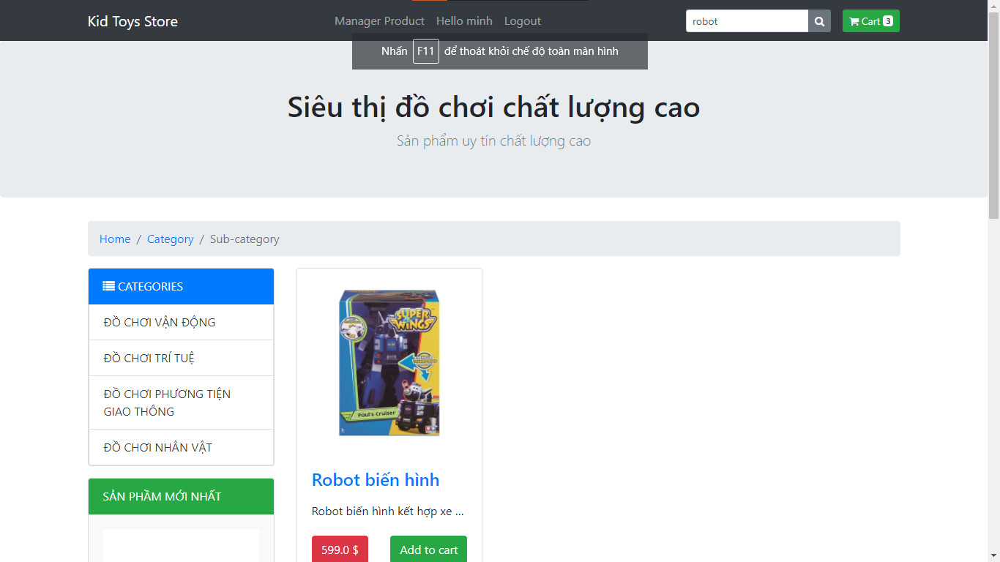 Kid Toys Store
Manager Product Hello minh Logout
robot
Cart 3
Nhấn F11 để thoát khỏi chế độ toàn màn hình
Siêu thị đồ chơi chất lượng cao
Sản phẩm uy tín chất lượng cao
Home / Category / Sub-category
CATEGORIES
ĐỒ CHƠI VẬN ĐỘNG
ĐỒ CHƠI TRÍ TUỆ
ĐỒ CHƠI PHƯƠNG TIỆN
GIAO THÔNG
ĐỒ CHƠI NHÂN VẬT
SẢN PHẦM MỚI NHẤT
SUPER
WINGS
Paul's Cruiser
Robot biến hình
Robot biến hình kết hợp xe ...
599.0 $
Add to cart